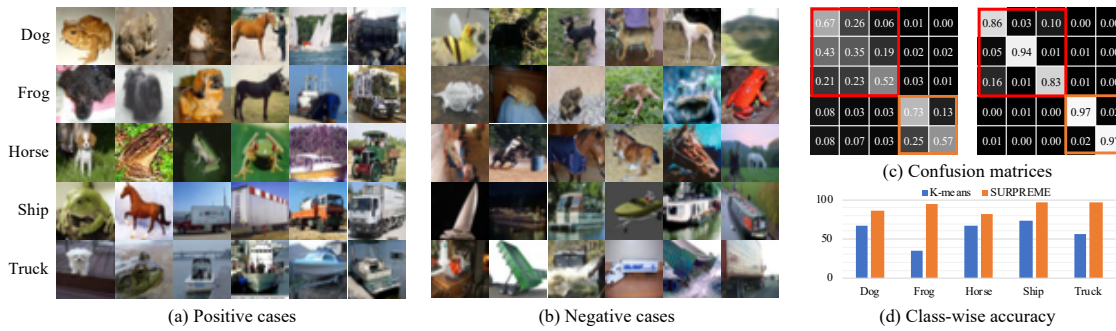 Dog
Frog
Horse
Ship
Truck
(a) Positive cases
(b) Negative cases
0.67 0.26 0.06 0.01 0.00
0.43 0.35 0.19 0.02 0.02
0.21 0.23 0.52 0.03 0.01
0.08 0.03 0.03 0.73 0.13
0.08 0.07 0.03 0.25 0.57
0.86 0.03 0.10 0.00
0.05 0.94 0.01 0.01
0.16 0.01 0.83 0.01
0.01 0.00 0.00 0.97
0.01 0.00 0.00 0.02
(c) Confusion matrices
K-means SURPREME
100
50
0
Dog Frog Horse Ship Truck
(d) Class-wise accuracy